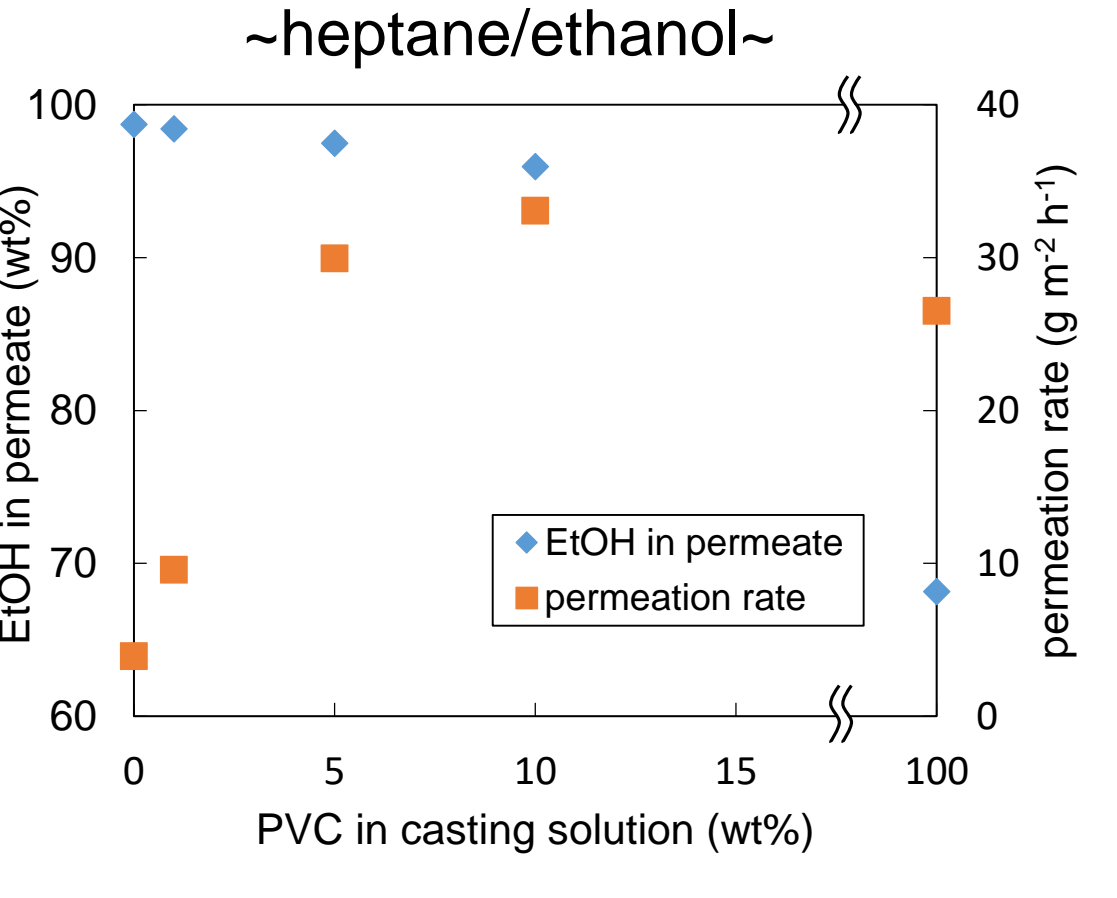 ~heptane/ethanol~
100
90
80
70
60
EtOH in permeate (wt%)
40
30
20
10
0
permeation rate (g m-2 h-1)
EtOH in permeate
permeation rate
0 5 10 15 100
PVC in casting solution (wt%)